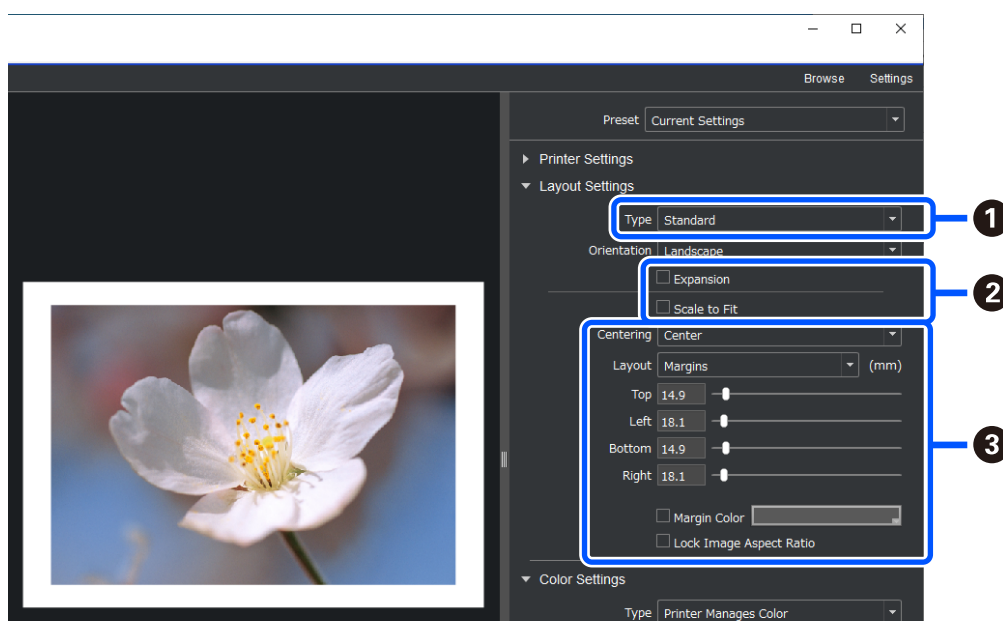 Browse Settings
Preset Current Settings
Printer Settings
Layout Settings
Type Standard
1
Orientation Landscape
Expansion
2
Scale to Fit
Centering Center
Layout Margins (mm)
Top 14.9
Left 18.1
Bottom 14.9
3
Right 18.1
Margin Color
Lock Image Aspect Ratio
Color Settings
Type Printer Manages Color